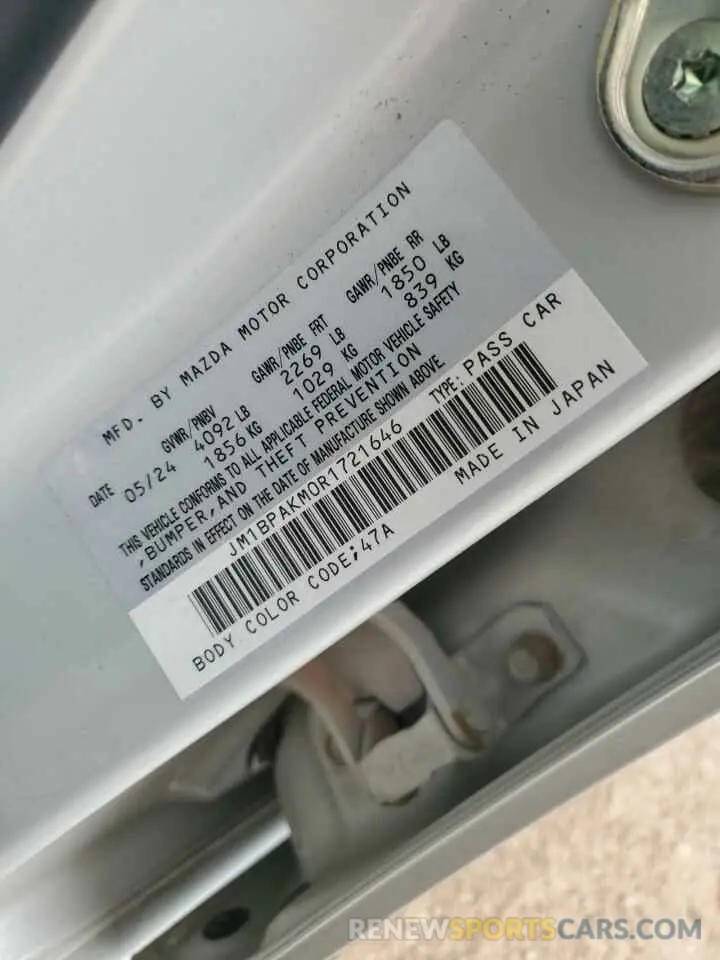 MFD. BY MAZDA MOTOR CORPORATION
DATE GVWR/PNBV GAWR/PNBE FRT GAWR/PNBE RR
05/24 4092 LB 2269 LB 1850 LB
1856 KG 1029 KG 839 KG
THIS VEHICLE CONFORMS TO ALL APPLICABLE FEDERAL MOTOR VEHICLE SAFETY
,BUMPER,AND THEFT PREVENTION
STANDARDS IN EFFECT ON THE DATE OF MANUFACTURE SHOWN ABOVE
JM1BPAKM0R1721646 TYPE: PASS CAR
BODY COLOR CODE;47A MADE IN JAPAN
RENEWSPORTSCARS.COM